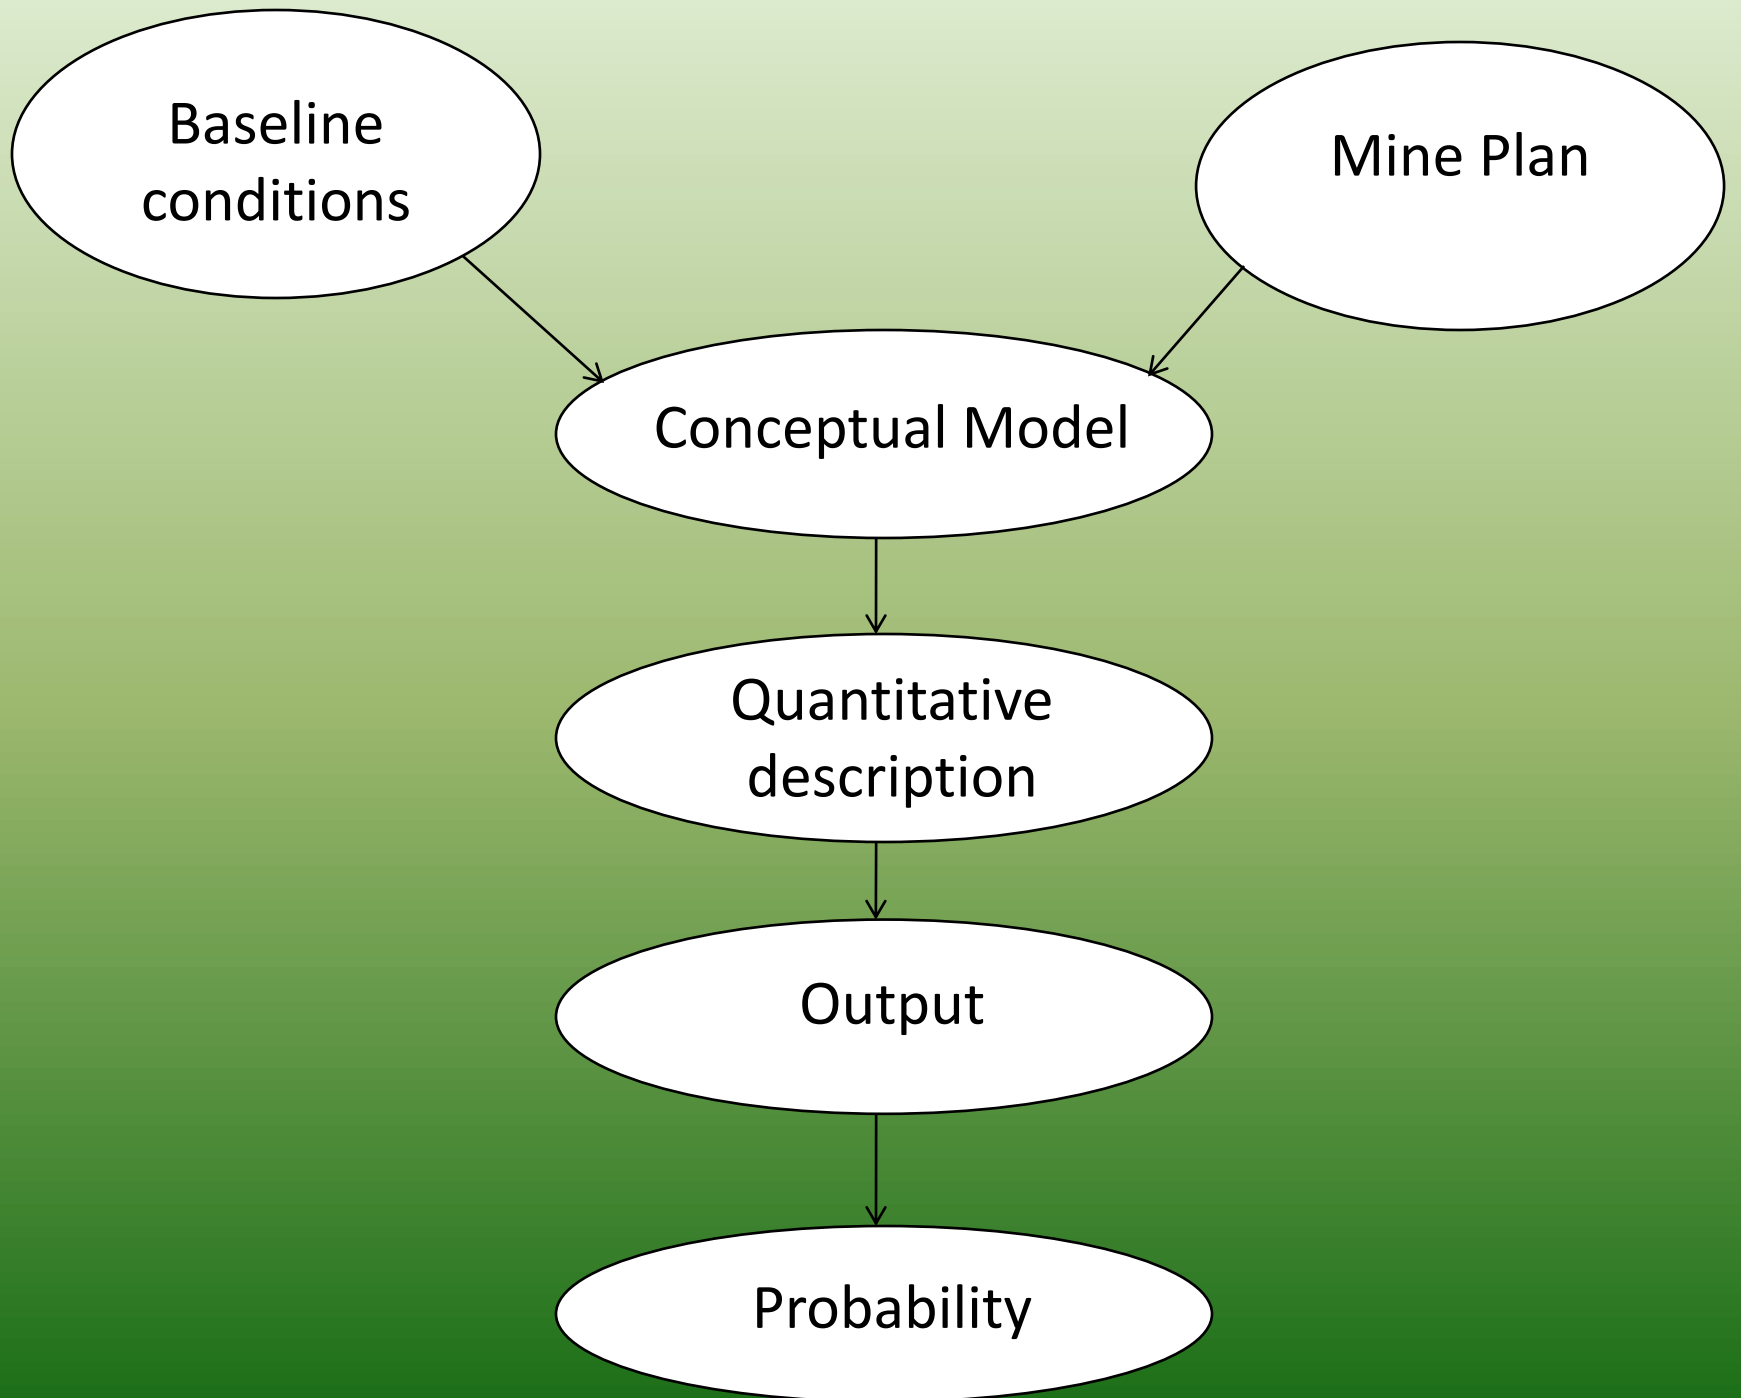 Baseline
conditions
Mine Plan
Conceptual Model
Quantitative
description
Output
Probability